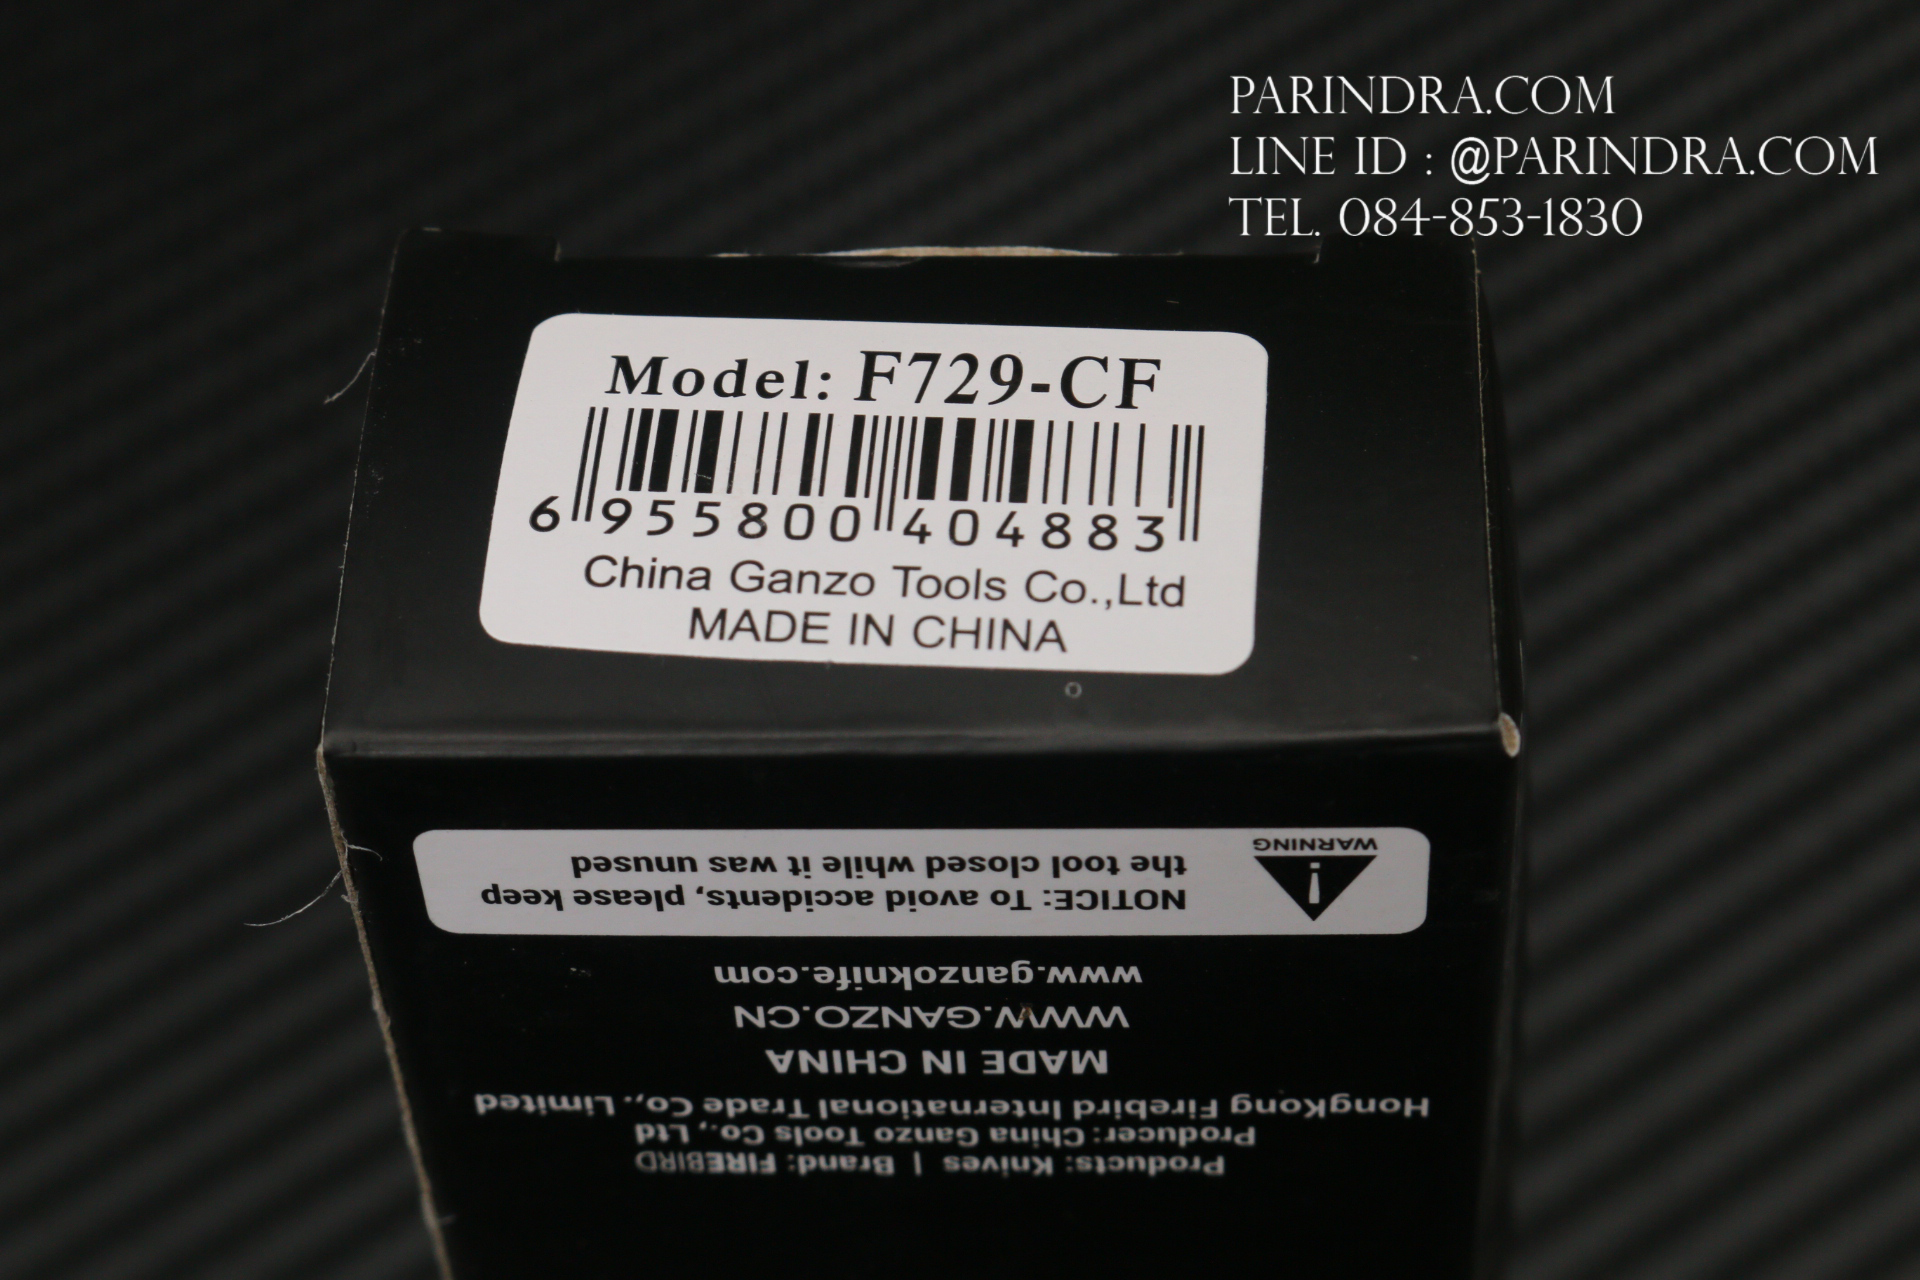 PARINDRA.COM
LINE ID : @PARINDRA.COM
TEL. 084-853-1830
Model: F729-CF
6 955800 404883
China Ganzo Tools Co.,Ltd
MADE IN CHINA
Products: Knives | Brand: FIREBIRD
Producer: China Ganzo Tools Co., Ltd
HongKong Firebird International Trade Co., Limited
MADE IN CHINA
WWW.GANZO.CN
www.ganzoknife.com
NOTICE: To avoid accidents, please keep
the tool closed while it was unused
WARNING